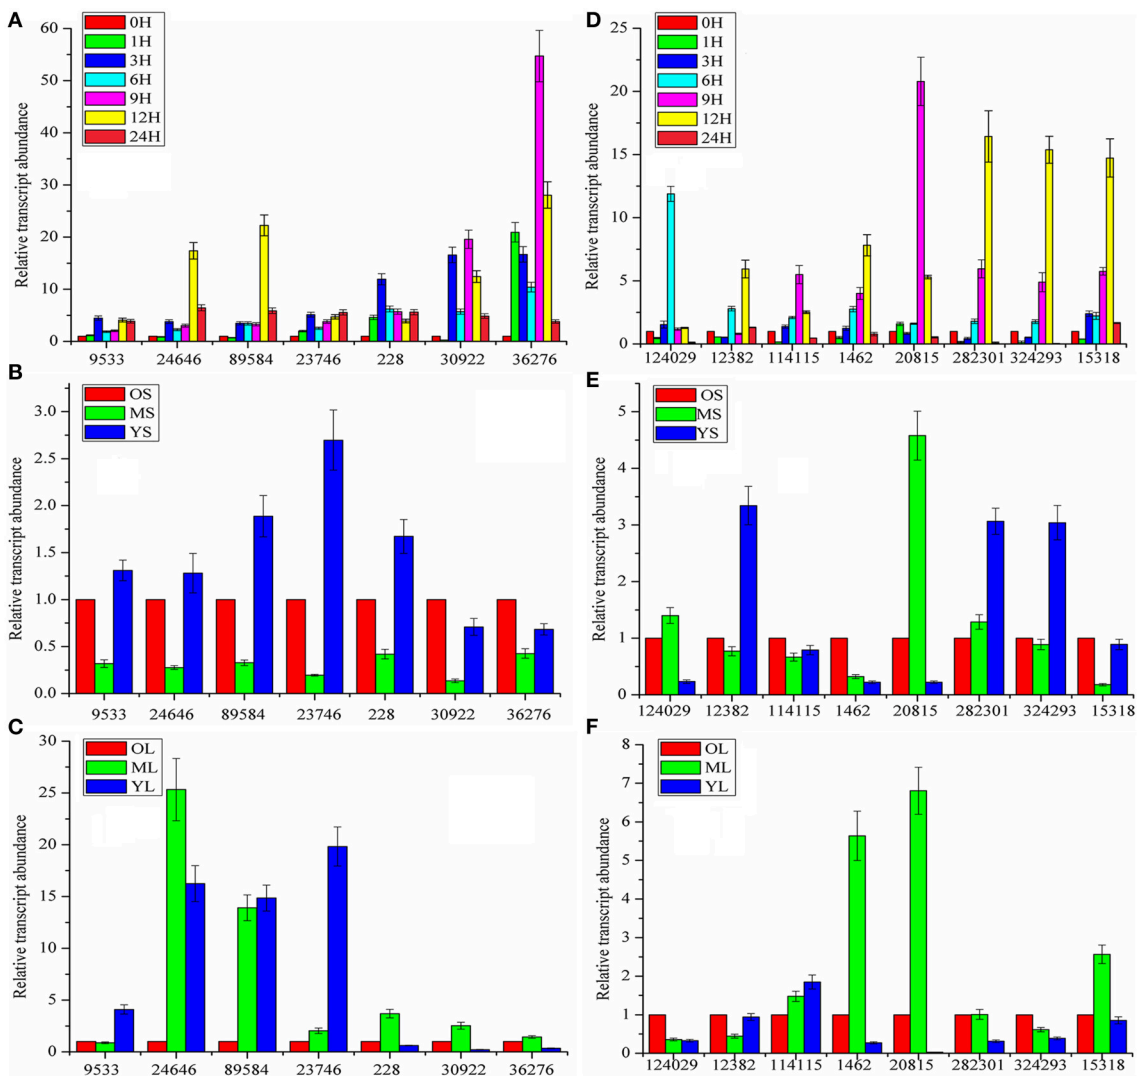 A
Relative transcript abundance
60
50
40
30
20
10
0
0H
1H
3H
6H
9H
12H
24H
9533 24646 89584 23746 228 30922 36276
D
Relative transcript abundance
25
20
15
10
5
0
0H
1H
3H
6H
9H
12H
24H
124029 12382 114115 1462 20815 282301 324293 15318
B
Relative transcript abundance
3.0
2.5
2.0
1.5
1.0
0.5
0.0
OS
MS
YS
9533 24646 89584 23746 228 30922 36276
E
Relative transcript abundance
5
4
3
2
1
0
OS
MS
YS
124029 12382 114115 1462 20815 282301 324293 15318
C
Relative transcript abundance
30
25
20
15
10
5
0
OL
ML
YL
9533 24646 89584 23746 228 30922 36276
F
Relative transcript abundance
8
7
6
5
4
3
2
1
0
OL
ML
YL
124029 12382 114115 1462 20815 282301 324293 15318